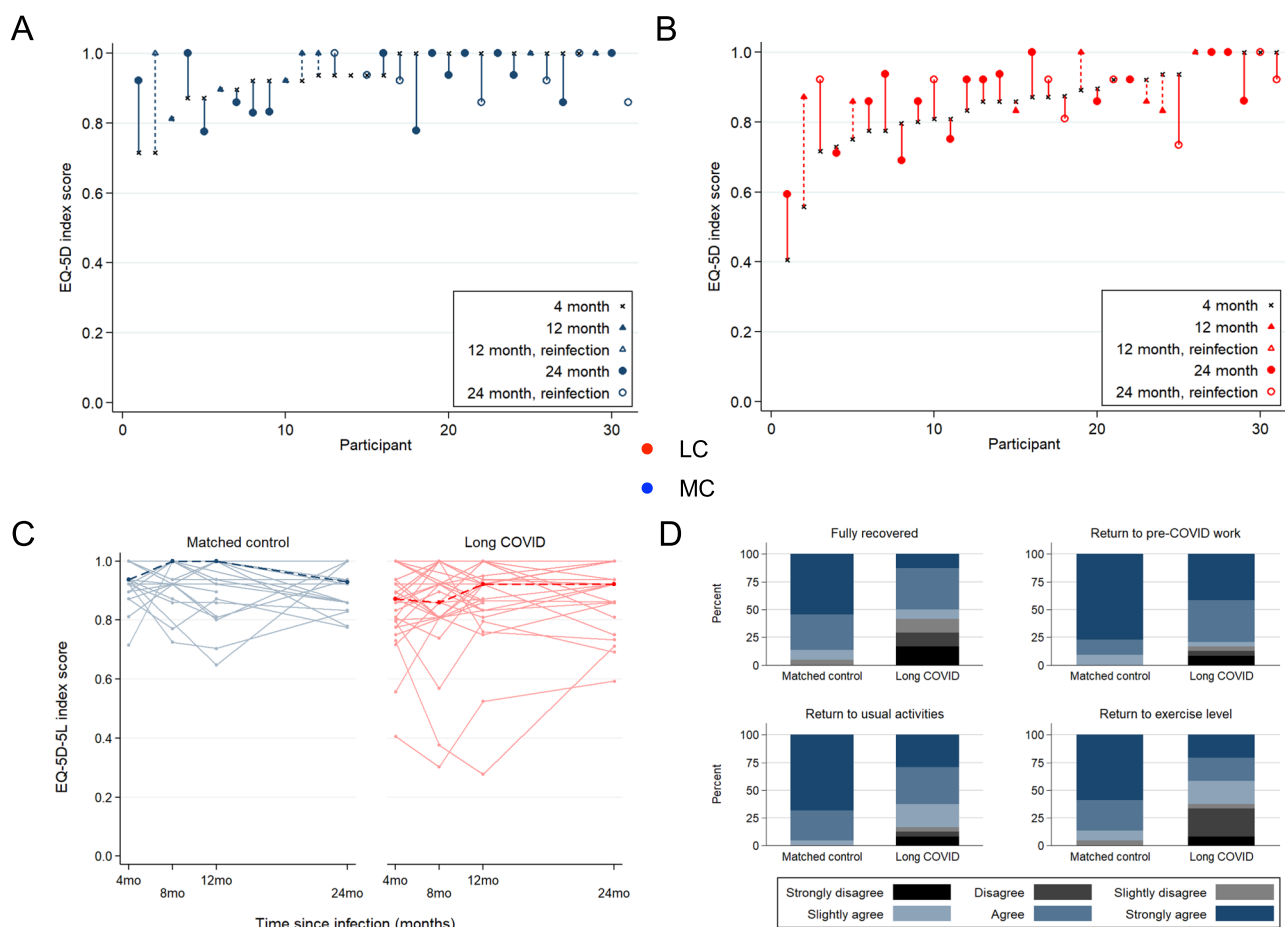 A
1.0
0.8
0.6
0.4
0.2
0.0
EQ-5D index score
0
10
20
30
Participant
4 month
12 month
12 month, reinfection
24 month
24 month, reinfection
B
1.0
0.8
0.6
0.4
0.2
0.0
EQ-5D index score
0
10
20
30
Participant
4 month
12 month
12 month, reinfection
24 month
24 month, reinfection
LC
MC
C
Matched control
Long COVID
1.0
0.8
0.6
0.4
0.2
0.0
EQ-5D-5L index score
4mo
8mo
12mo
24mo
4mo
8mo
12mo
24mo
Time since infection (months)
D
Fully recovered
100
75
50
25
0
Percent
Matched control
Long COVID
Return to pre-COVID work
100
75
50
25
0
Matched control
Long COVID
Return to usual activities
100
75
50
25
0
Percent
Matched control
Long COVID
Return to exercise level
100
75
50
25
0
Matched control
Long COVID
Strongly disagree
Disagree
Slightly disagree
Slightly agree
Agree
Strongly agree